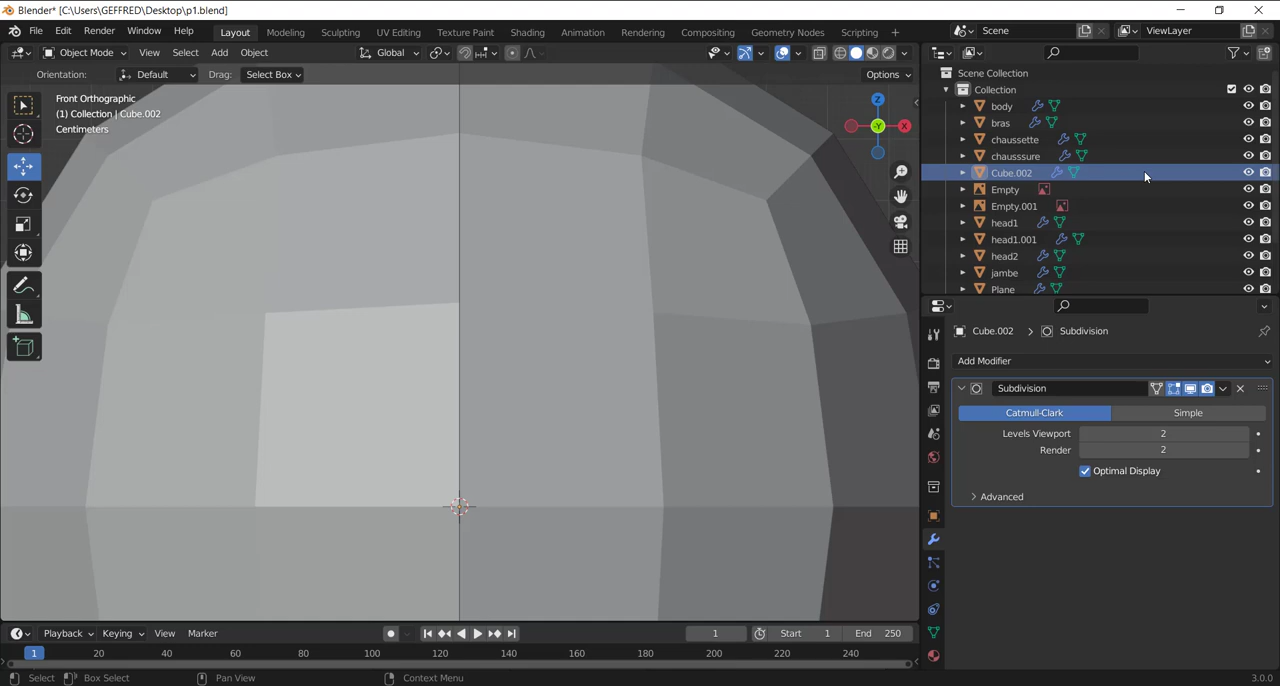 Blender* [C:\Users\GEFFRED\Desktop\p1.blend]
File Edit Render Window Help Layout Modeling Sculpting UV Editing Texture Paint Shading Animation Rendering Compositing Geometry Nodes Scripting + Scene ViewLayer
Object Mode View Select Add Object Global
Orientation: Default Drag: Select Box Options
Front Orthographic
(1) Collection | Cube.002
Centimeters
Z
-Y
X
Scene Collection
Collection
body
bras
chaussette
chausssure
Cube.002
Empty
Empty.001
head1
head1.001
head2
jambe
Plane
Cube.002 > Subdivision
Add Modifier
Subdivision
Catmull-Clark Simple
Levels Viewport 2
Render 2
Optimal Display
Advanced
Playback Keying View Marker 1 Start 1 End 250
1 20 40 60 80 100 120 140 160 180 200 220 240
Select Box Select Pan View Context Menu 3.0.0